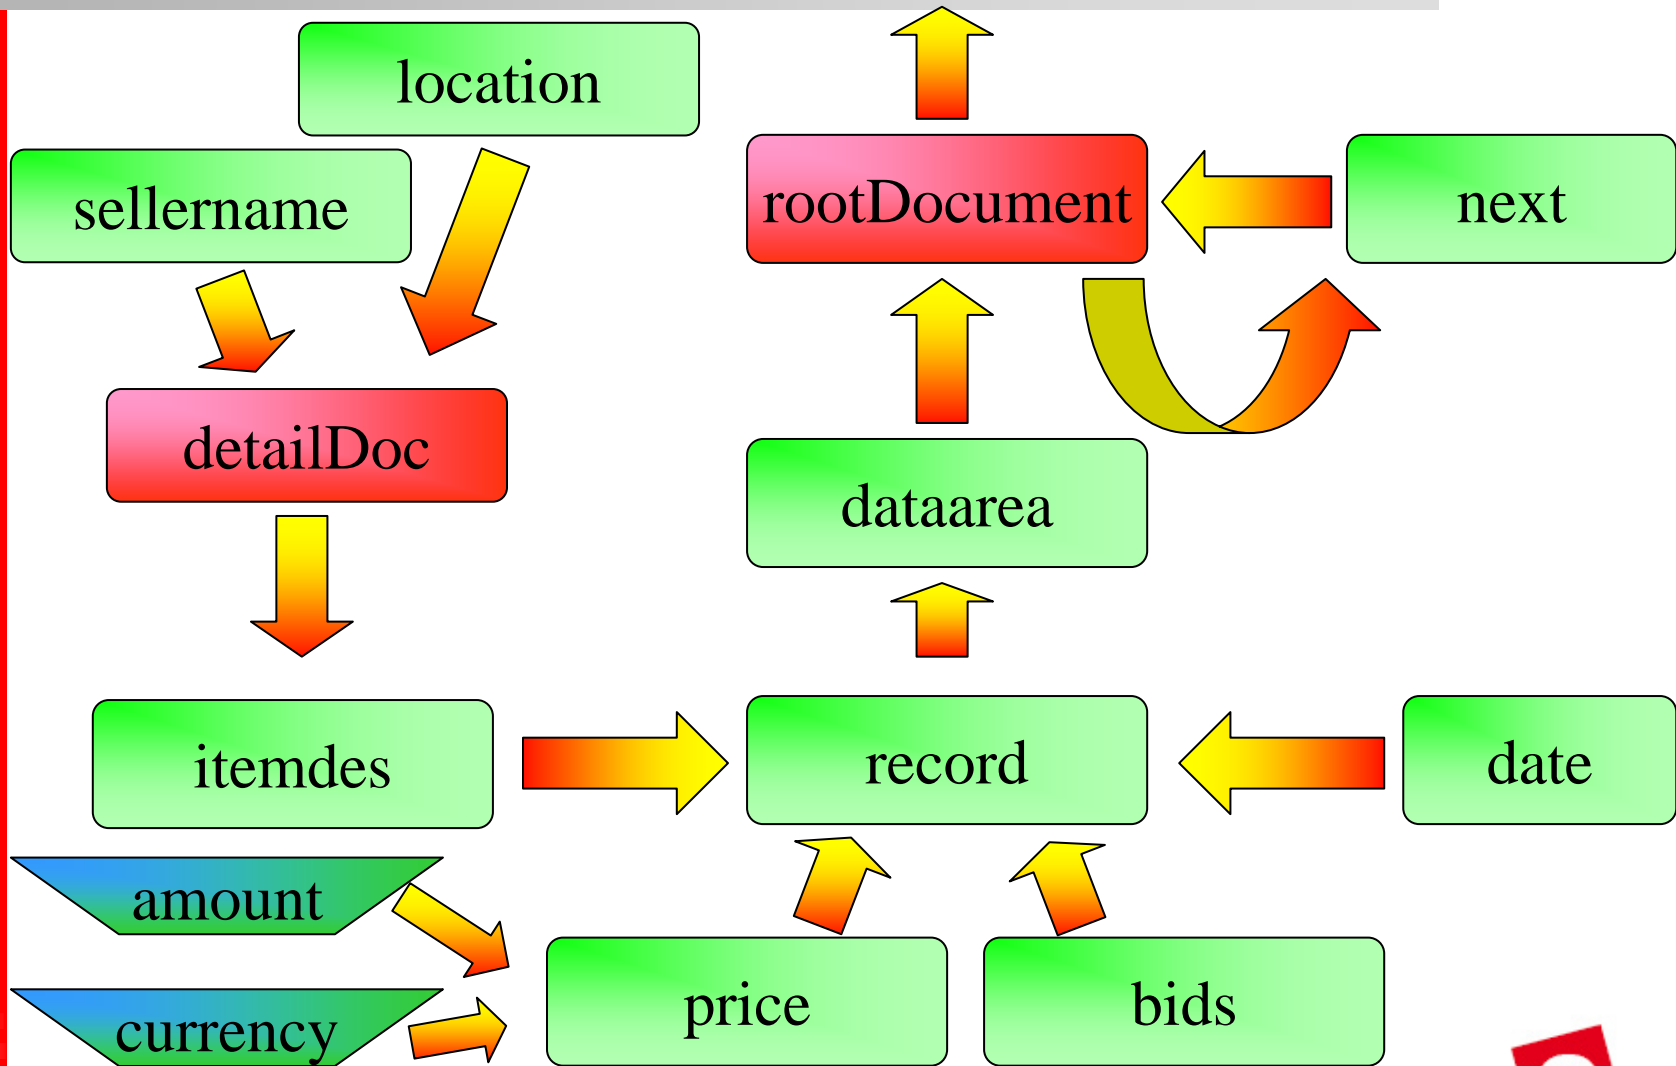 location
sellername
rootDocument
next
detailDoc
dataarea
itemdes
record
date
amount
price
bids
currency